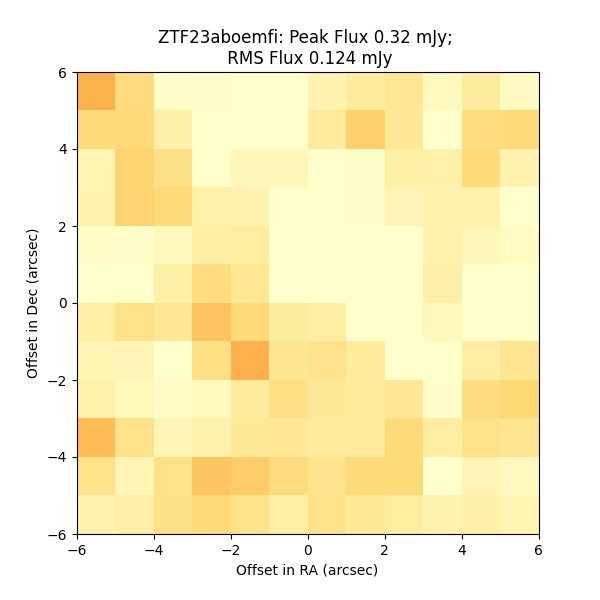 ZTF23aboemfi: Peak Flux 0.32 mJy;
RMS Flux 0.124 mJy
6
4
2
0
−2
−4
−6
Offset in Dec (arcsec)
−6 −4 −2 0 2 4 6
Offset in RA (arcsec)